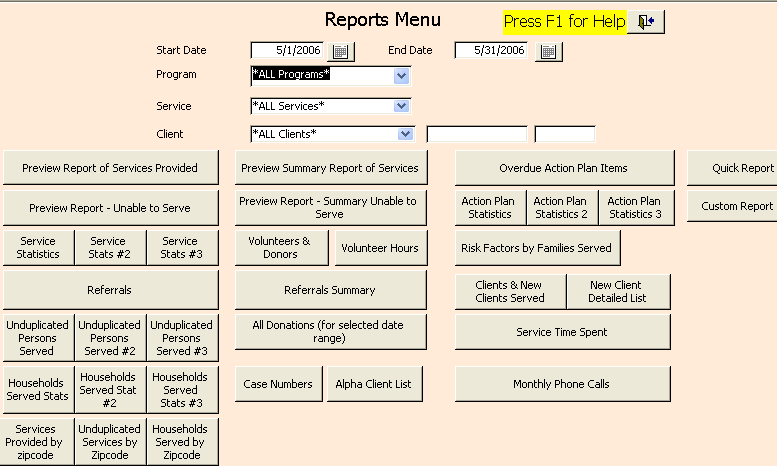 Reports Menu
Press F1 for Help
Start Date 5/1/2006 End Date 5/31/2006
Program *ALL Programs*
Service *ALL Services*
Client *ALL Clients*
Preview Report of Services Provided
Preview Summary Report of Services
Overdue Action Plan Items
Quick Report
Preview Report - Unable to Serve
Preview Report - Summary Unable to
Serve
Action Plan
Statistics
Action Plan
Statistics 2
Action Plan
Statistics 3
Custom Report
Service
Statistics
Service
Stats #2
Service
Stats #3
Volunteers &
Donors
Volunteer Hours
Risk Factors by Families Served
Referrals
Referrals Summary
Clients & New
Clients Served
New Client
Detailed List
Unduplicated
Persons
Served
Unduplicated
Persons
Served #2
Unduplicated
Persons
Served #3
All Donations (for selected date
range)
Service Time Spent
Households
Served Stats
Households
Served Stat
#2
Households
Served
Stats #3
Case Numbers
Alpha Client List
Monthly Phone Calls
Services
Provided by
zipcode
Unduplicated
Services by
Zipcode
Households
Served by
Zipcode